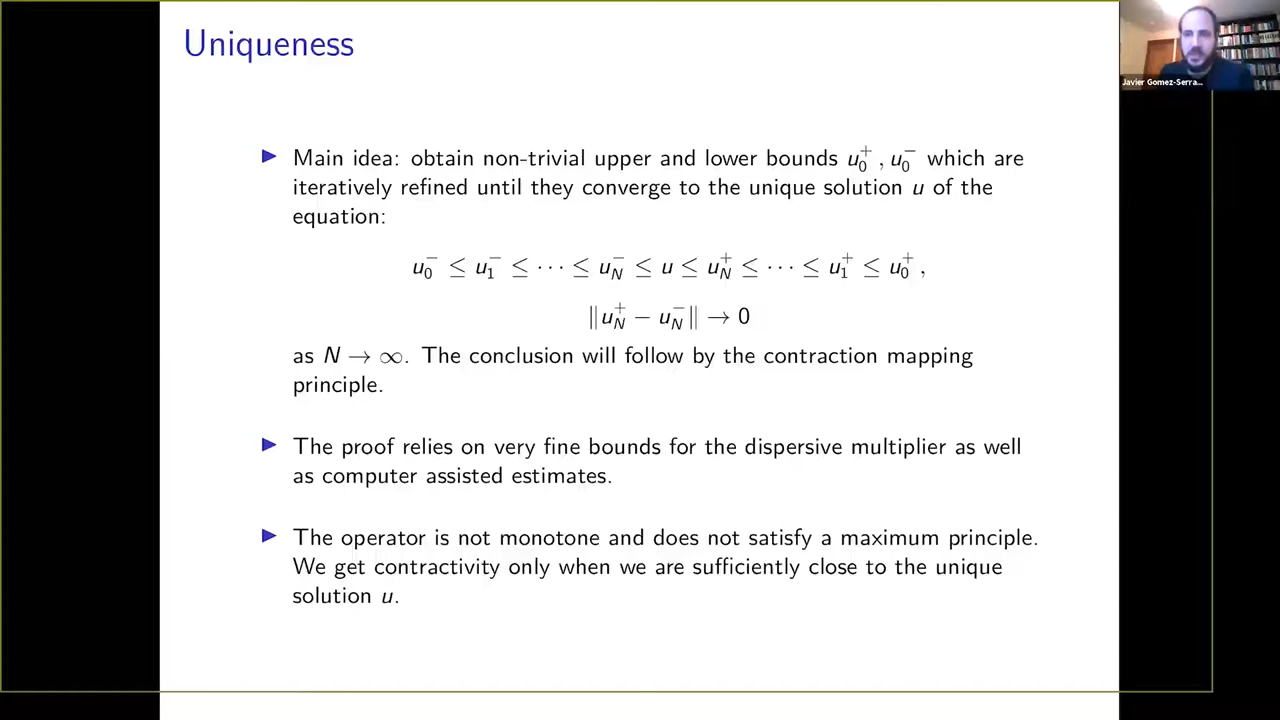 Uniqueness
Javier Gomez-Serra...
▶ Main idea: obtain non-trivial upper and lower bounds u₀⁺, u₀⁻ which are
iteratively refined until they converge to the unique solution u of the
equation:
u₀⁻ ≤ u₁⁻ ≤ ⋯ ≤ u_N⁻ ≤ u ≤ u_N⁺ ≤ ⋯ ≤ u₁⁺ ≤ u₀⁺,
‖u_N⁺ − u_N⁻‖ → 0
as N → ∞. The conclusion will follow by the contraction mapping
principle.
▶ The proof relies on very fine bounds for the dispersive multiplier as well
as computer assisted estimates.
▶ The operator is not monotone and does not satisfy a maximum principle.
We get contractivity only when we are sufficiently close to the unique
solution u.